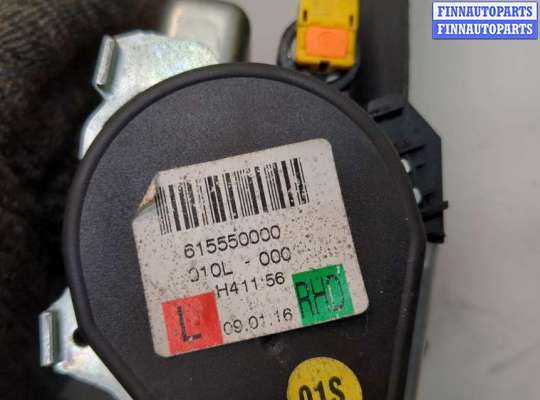 FINNAUTOPARTS
FINNAUTOPARTS
615550000
010L - 000
H411:56
L
09.01.16
RHD
01S